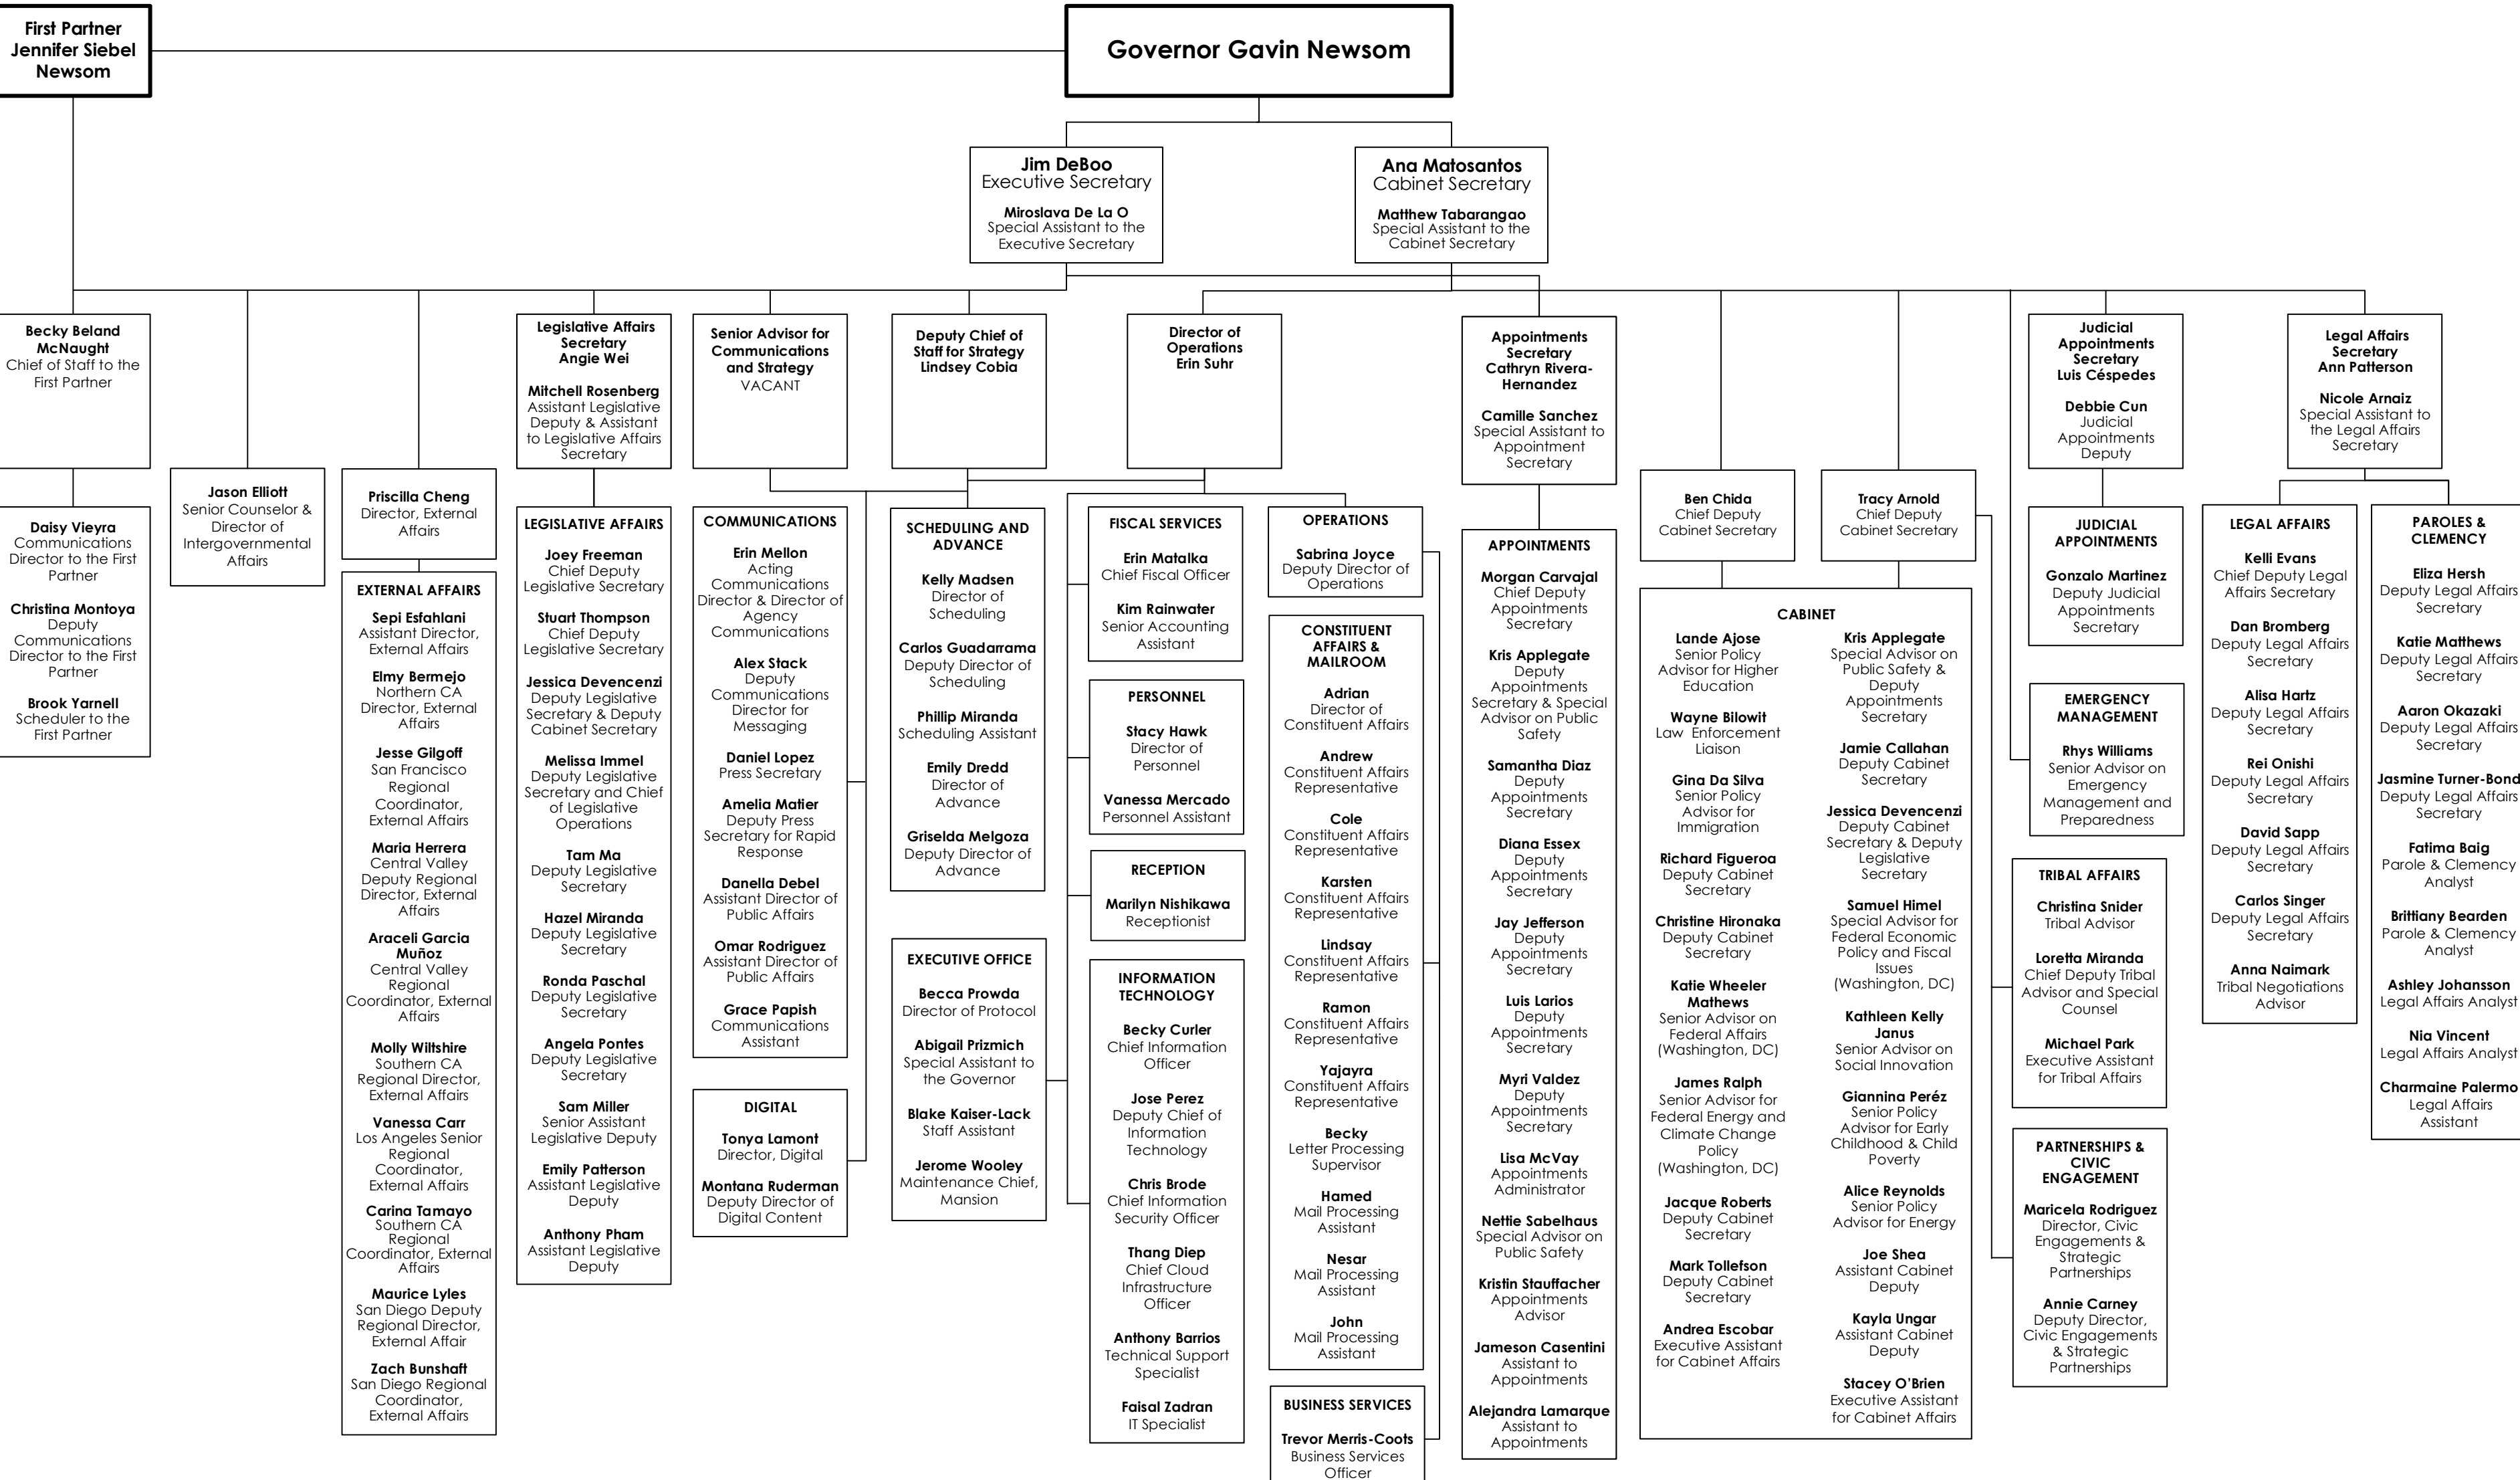 First Partner
Jennifer Siebel
Newsom
Governor Gavin Newsom
Jim DeBoo
Executive Secretary
Miroslava De La O
Special Assistant to the
Executive Secretary
Ana Matosantos
Cabinet Secretary
Matthew Tabarangao
Special Assistant to the
Cabinet Secretary
Becky Beland
McNaught
Chief of Staff to the
First Partner
Daisy Vieyra
Communications
Director to the First
Partner
Christina Montoya
Deputy
Communications
Director to the First
Partner
Brook Yarnell
Scheduler to the
First Partner
Jason Elliott
Senior Counselor &
Director of
Intergovernmental
Affairs
Priscilla Cheng
Director, External
Affairs
EXTERNAL AFFAIRS
Sepi Esfahlani
Assistant Director,
External Affairs
Elmy Bermejo
Northern CA
Director, External
Affairs
Jesse Gilgoff
San Francisco
Regional
Coordinator,
External Affairs
Maria Herrera
Central Valley
Deputy Regional
Director, External
Affairs
Araceli Garcia
Muñoz
Central Valley
Regional
Coordinator, External
Affairs
Molly Wiltshire
Southern CA
Regional Director,
External Affairs
Vanessa Carr
Los Angeles Senior
Regional
Coordinator,
External Affairs
Carina Tamayo
Southern CA
Regional
Coordinator, External
Affairs
Maurice Lyles
San Diego Deputy
Regional Director,
External Affair
Zach Bunshaft
San Diego Regional
Coordinator,
External Affairs
Legislative Affairs
Secretary
Angie Wei
Mitchell Rosenberg
Assistant Legislative
Deputy & Assistant
to Legislative Affairs
Secretary
LEGISLATIVE AFFAIRS
Joey Freeman
Chief Deputy
Legislative Secretary
Stuart Thompson
Chief Deputy
Legislative Secretary
Jessica Devencenzi
Deputy Legislative
Secretary & Deputy
Cabinet Secretary
Melissa Immel
Deputy Legislative
Secretary and Chief
of Legislative
Operations
Tam Ma
Deputy Legislative
Secretary
Hazel Miranda
Deputy Legislative
Secretary
Ronda Paschal
Deputy Legislative
Secretary
Angela Pontes
Deputy Legislative
Secretary
Sam Miller
Senior Assistant
Legislative Deputy
Emily Patterson
Assistant Legislative
Deputy
Anthony Pham
Assistant Legislative
Deputy
Senior Advisor for
Communications
and Strategy
VACANT
COMMUNICATIONS
Erin Mellon
Acting
Communications
Director & Director of
Agency
Communications
Alex Stack
Deputy
Communications
Director for
Messaging
Daniel Lopez
Press Secretary
Amelia Matier
Deputy Press
Secretary for Rapid
Response
Danella Debel
Assistant Director of
Public Affairs
Omar Rodriguez
Assistant Director of
Public Affairs
Grace Papish
Communications
Assistant
DIGITAL
Tonya Lamont
Director, Digital
Montana Ruderman
Deputy Director of
Digital Content
Deputy Chief of
Staff for Strategy
Lindsey Cobia
SCHEDULING AND
ADVANCE
Kelly Madsen
Director of
Scheduling
Carlos Guadarrama
Deputy Director of
Scheduling
Phillip Miranda
Scheduling Assistant
Emily Dredd
Director of
Advance
Griselda Melgoza
Deputy Director of
Advance
EXECUTIVE OFFICE
Becca Prowda
Director of Protocol
Abigail Prizmich
Special Assistant to
the Governor
Blake Kaiser-Lack
Staff Assistant
Jerome Wooley
Maintenance Chief,
Mansion
Director of
Operations
Erin Suhr
FISCAL SERVICES
Erin Matalka
Chief Fiscal Officer
Kim Rainwater
Senior Accounting
Assistant
PERSONNEL
Stacy Hawk
Director of
Personnel
Vanessa Mercado
Personnel Assistant
RECEPTION
Marilyn Nishikawa
Receptionist
INFORMATION
TECHNOLOGY
Becky Curler
Chief Information
Officer
Jose Perez
Deputy Chief of
Information
Technology
Chris Brode
Chief Information
Security Officer
Thang Diep
Chief Cloud
Infrastructure
Officer
Anthony Barrios
Technical Support
Specialist
Faisal Zadran
IT Specialist
OPERATIONS
Sabrina Joyce
Deputy Director of
Operations
CONSTITUENT
AFFAIRS &
MAILROOM
Adrian
Director of
Constituent Affairs
Andrew
Constituent Affairs
Representative
Cole
Constituent Affairs
Representative
Karsten
Constituent Affairs
Representative
Lindsay
Constituent Affairs
Representative
Ramon
Constituent Affairs
Representative
Yajayra
Constituent Affairs
Representative
Becky
Letter Processing
Supervisor
Hamed
Mail Processing
Assistant
Nesar
Mail Processing
Assistant
John
Mail Processing
Assistant
BUSINESS SERVICES
Trevor Merris-Coots
Business Services
Officer
Appointments
Secretary
Cathryn Rivera-
Hernandez
Camille Sanchez
Special Assistant to
Appointment
Secretary
APPOINTMENTS
Morgan Carvajal
Chief Deputy
Appointments
Secretary
Kris Applegate
Deputy
Appointments
Secretary & Special
Advisor on Public
Safety
Samantha Diaz
Deputy
Appointments
Secretary
Diana Essex
Deputy
Appointments
Secretary
Jay Jefferson
Deputy
Appointments
Secretary
Luis Larios
Deputy
Appointments
Secretary
Myri Valdez
Deputy
Appointments
Secretary
Lisa McVay
Appointments
Administrator
Nettie Sabelhaus
Special Advisor on
Public Safety
Kristin Stauffacher
Appointments
Advisor
Jameson Casentini
Assistant to
Appointments
Alejandra Lamarque
Assistant to
Appointments
Ben Chida
Chief Deputy
Cabinet Secretary
Tracy Arnold
Chief Deputy
Cabinet Secretary
CABINET
Lande Ajose
Senior Policy
Advisor for Higher
Education
Wayne Bilowit
Law Enforcement
Liaison
Gina Da Silva
Senior Policy
Advisor for
Immigration
Richard Figueroa
Deputy Cabinet
Secretary
Christine Hironaka
Deputy Cabinet
Secretary
Katie Wheeler
Mathews
Senior Advisor on
Federal Affairs
(Washington, DC)
James Ralph
Senior Advisor for
Federal Energy and
Climate Change
Policy
(Washington, DC)
Jacque Roberts
Deputy Cabinet
Secretary
Mark Tollefson
Deputy Cabinet
Secretary
Andrea Escobar
Executive Assistant
for Cabinet Affairs
Kris Applegate
Special Advisor on
Public Safety &
Deputy
Appointments
Secretary
Jamie Callahan
Deputy Cabinet
Secretary
Jessica Devencenzi
Deputy Cabinet
Secretary & Deputy
Legislative
Secretary
Samuel Himel
Special Advisor for
Federal Economic
Policy and Fiscal
Issues
(Washington, DC)
Kathleen Kelly
Janus
Senior Advisor on
Social Innovation
Giannina Peréz
Senior Policy
Advisor for Early
Childhood & Child
Poverty
Alice Reynolds
Senior Policy
Advisor for Energy
Joe Shea
Assistant Cabinet
Deputy
Kayla Ungar
Assistant Cabinet
Deputy
Stacey O’Brien
Executive Assistant
for Cabinet Affairs
Judicial
Appointments
Secretary
Luis Céspedes
Debbie Cun
Judicial
Appointments
Deputy
JUDICIAL
APPOINTMENTS
Gonzalo Martinez
Deputy Judicial
Appointments
Secretary
EMERGENCY
MANAGEMENT
Rhys Williams
Senior Advisor on
Emergency
Management and
Preparedness
TRIBAL AFFAIRS
Christina Snider
Tribal Advisor
Loretta Miranda
Chief Deputy Tribal
Advisor and Special
Counsel
Michael Park
Executive Assistant
for Tribal Affairs
PARTNERSHIPS &
CIVIC
ENGAGEMENT
Maricela Rodriguez
Director, Civic
Engagements &
Strategic
Partnerships
Annie Carney
Deputy Director,
Civic Engagements
& Strategic
Partnerships
Legal Affairs
Secretary
Ann Patterson
Nicole Arnaiz
Special Assistant to
the Legal Affairs
Secretary
LEGAL AFFAIRS
Kelli Evans
Chief Deputy Legal
Affairs Secretary
Dan Bromberg
Deputy Legal Affairs
Secretary
Alisa Hartz
Deputy Legal Affairs
Secretary
Rei Onishi
Deputy Legal Affairs
Secretary
David Sapp
Deputy Legal Affairs
Secretary
Carlos Singer
Deputy Legal Affairs
Secretary
Anna Naimark
Tribal Negotiations
Advisor
PAROLES &
CLEMENCY
Eliza Hersh
Deputy Legal Affairs
Secretary
Katie Matthews
Deputy Legal Affairs
Secretary
Aaron Okazaki
Deputy Legal Affairs
Secretary
Jasmine Turner-Bond
Deputy Legal Affairs
Secretary
Fatima Baig
Parole & Clemency
Analyst
Brittiany Bearden
Parole & Clemency
Analyst
Ashley Johansson
Legal Affairs Analyst
Nia Vincent
Legal Affairs Analyst
Charmaine Palermo
Legal Affairs
Assistant